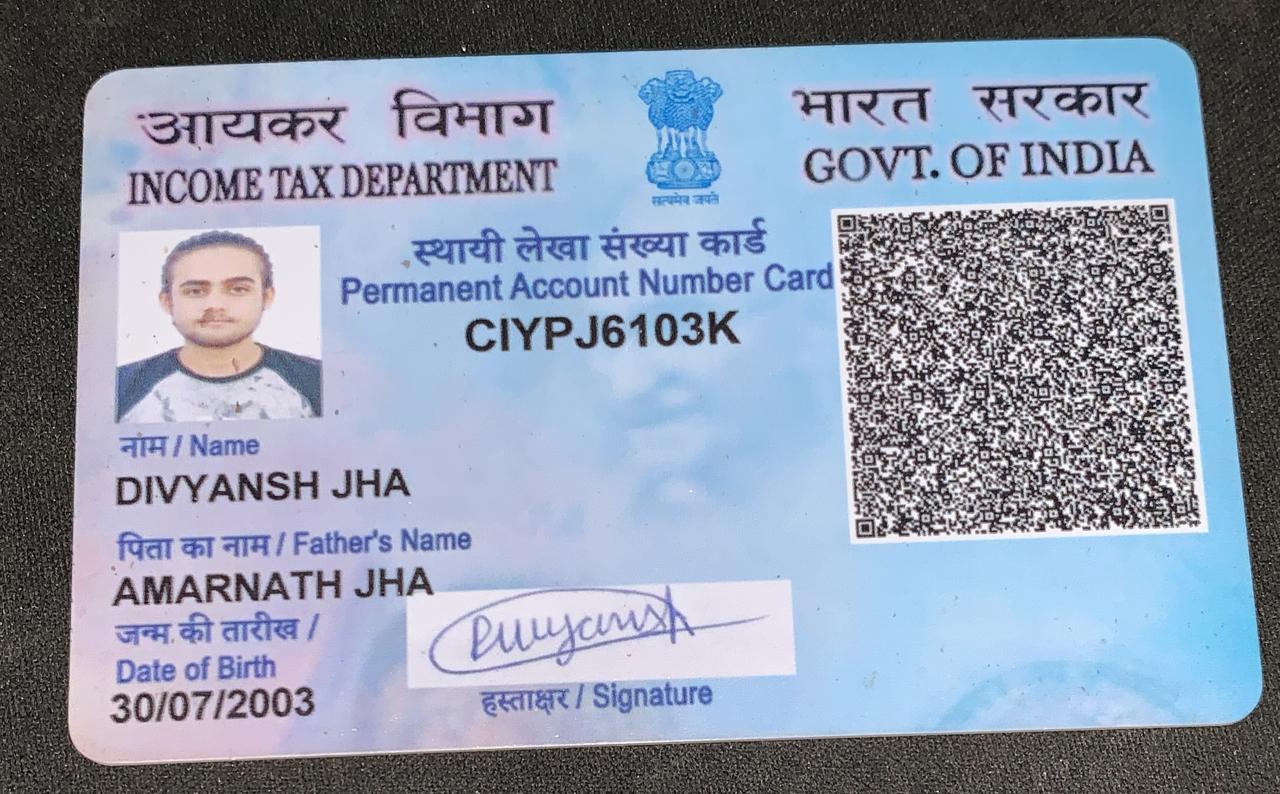 आयकर विभाग
INCOME TAX DEPARTMENT
सत्यमेव जयते
भारत सरकार
GOVT. OF INDIA
स्थायी लेखा संख्या कार्ड
Permanent Account Number Card
CIYPJ6103K
नाम / Name
DIVYANSH JHA
पिता का नाम / Father's Name
AMARNATH JHA
जन्म की तारीख /
Date of Birth
30/07/2003
Divyansh
हस्ताक्षर / Signature